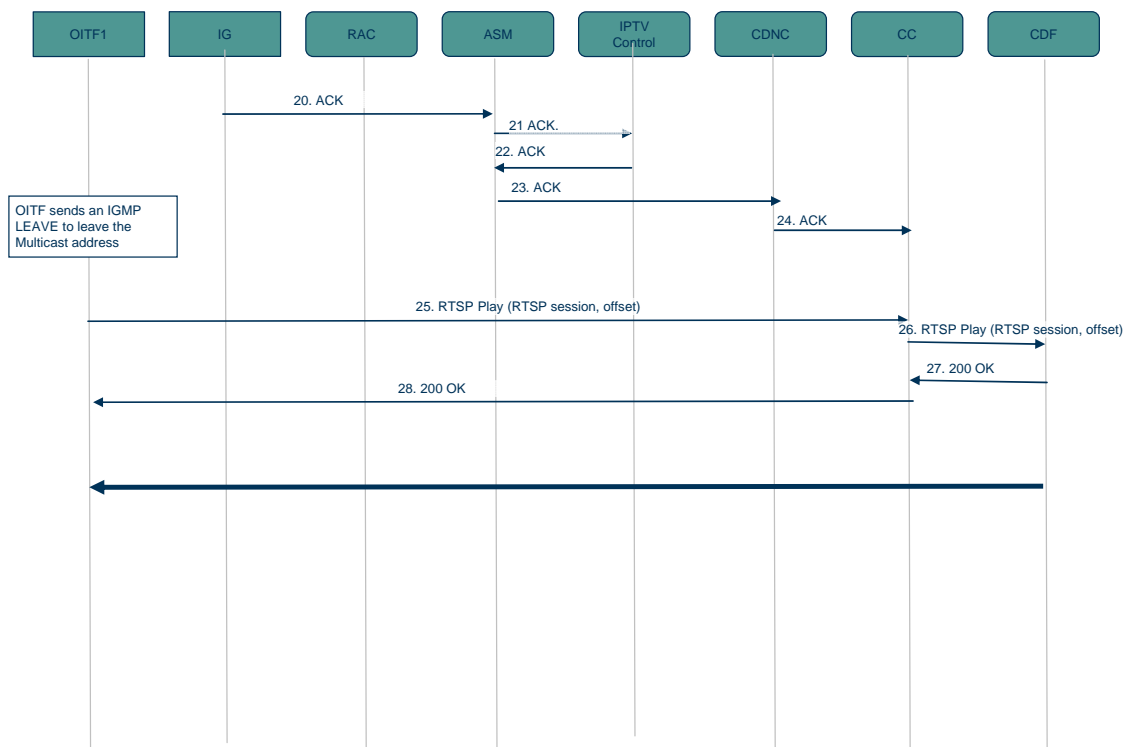 OITF1
IG
RAC
ASM
IPTV
Control
CDNC
CC
CDF
20. ACK
21 ACK.
22. ACK
23. ACK
24. ACK
OITF sends an IGMP
LEAVE to leave the
Multicast address
25. RTSP Play (RTSP session, offset)
26. RTSP Play (RTSP session, offset)
27. 200 OK
28. 200 OK